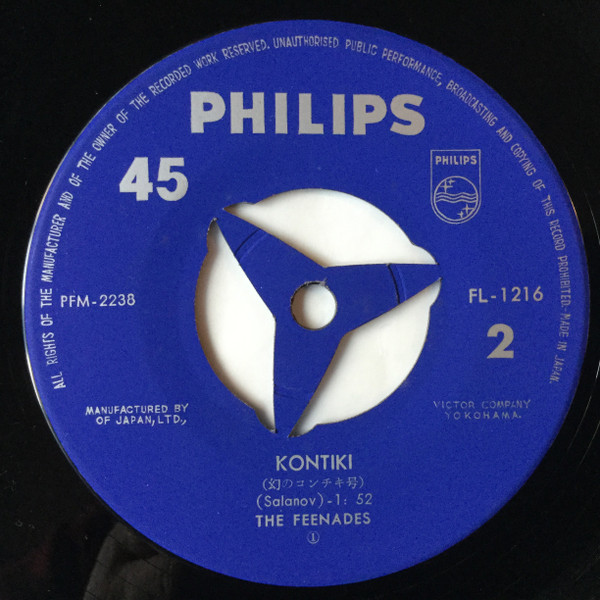 ALL RIGHTS OF THE MANUFACTURER AND OF THE OWNER OF THE RECORDED WORK RESERVED. UNAUTHORISED PUBLIC PERFORMANCE, BROADCASTING AND COPYING OF THIS RECORD PROHIBITED. MADE IN JAPAN.
PHILIPS
45
PHILIPS
PFM-2238
FL-1216
2
MANUFACTURED BY
OF JAPAN, LTD.,
VICTOR COMPANY
YOKOHAMA.
KONTIKI
(幻のコンチキ号)
(Salanov)-1: 52
THE FEENADES
①